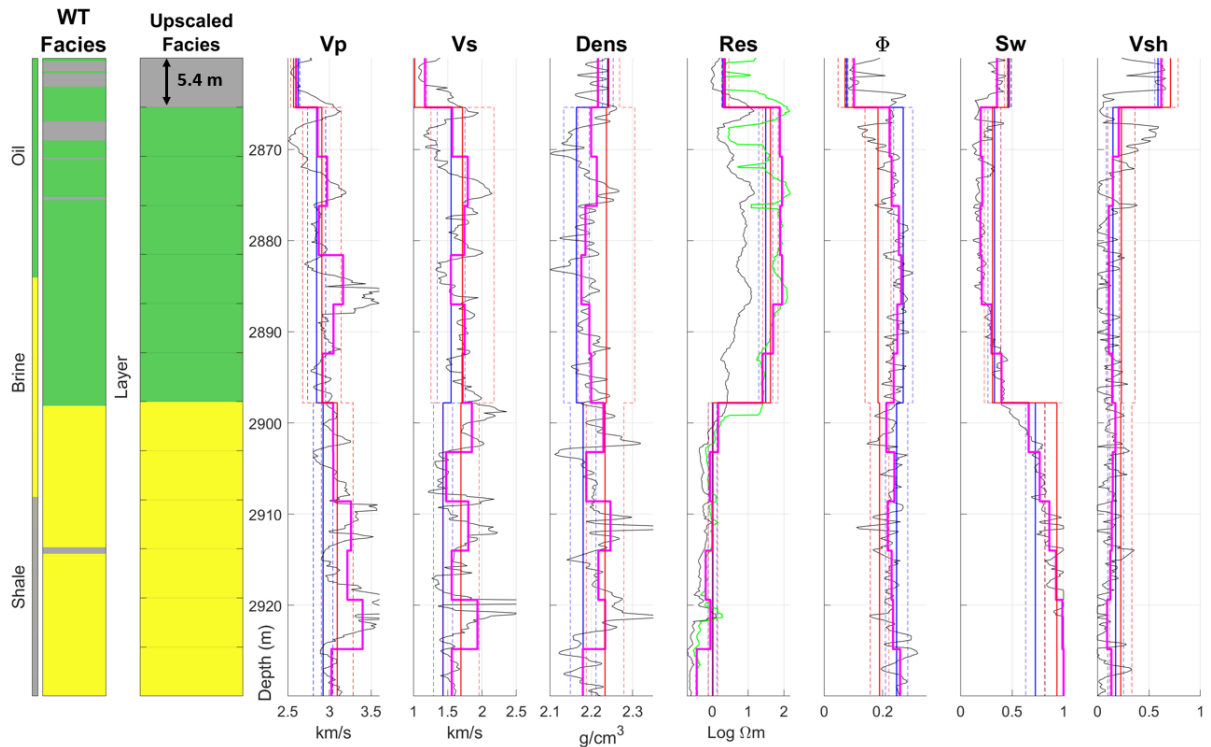 WT
Facies
Upscaled
Facies
Vp
Vs
Dens
Res
Φ
Sw
Vsh
5.4 m
Oil
Brine
Shale
Layer
2870
2880
2890
2900
2910
2920
Depth (m)
2.5 3 3.5
km/s
1 1.5 2 2.5
km/s
2.1 2.2 2.3
g/cm³
0 1 2
Log Ωm
0 0.2
0 0.5 1
0 0.5 1